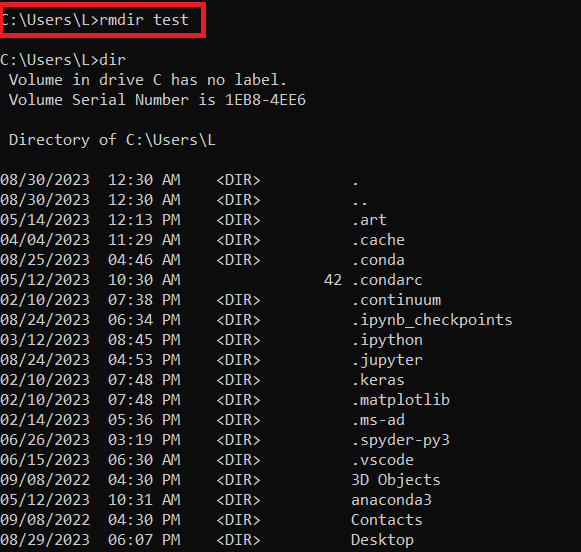 C:\Users\L>rmdir test
C:\Users\L>dir
Volume in drive C has no label.
Volume Serial Number is 1EB8-4EE6
Directory of C:\Users\L
08/30/2023 12:30 AM <DIR> .
08/30/2023 12:30 AM <DIR> ..
05/14/2023 12:13 PM <DIR> .art
04/04/2023 11:29 AM <DIR> .cache
08/25/2023 04:46 AM <DIR> .conda
05/12/2023 10:30 AM 42 .condarc
02/10/2023 07:38 PM <DIR> .continuum
08/24/2023 06:34 PM <DIR> .ipynb_checkpoints
03/12/2023 08:45 PM <DIR> .ipython
08/24/2023 04:53 PM <DIR> .jupyter
02/10/2023 07:48 PM <DIR> .keras
02/10/2023 07:48 PM <DIR> .matplotlib
02/14/2023 05:36 PM <DIR> .ms-ad
06/26/2023 03:19 PM <DIR> .spyder-py3
06/15/2023 06:30 AM <DIR> .vscode
09/08/2022 04:30 PM <DIR> 3D Objects
05/12/2023 10:31 AM <DIR> anaconda3
09/08/2022 04:30 PM <DIR> Contacts
08/29/2023 06:07 PM <DIR> Desktop